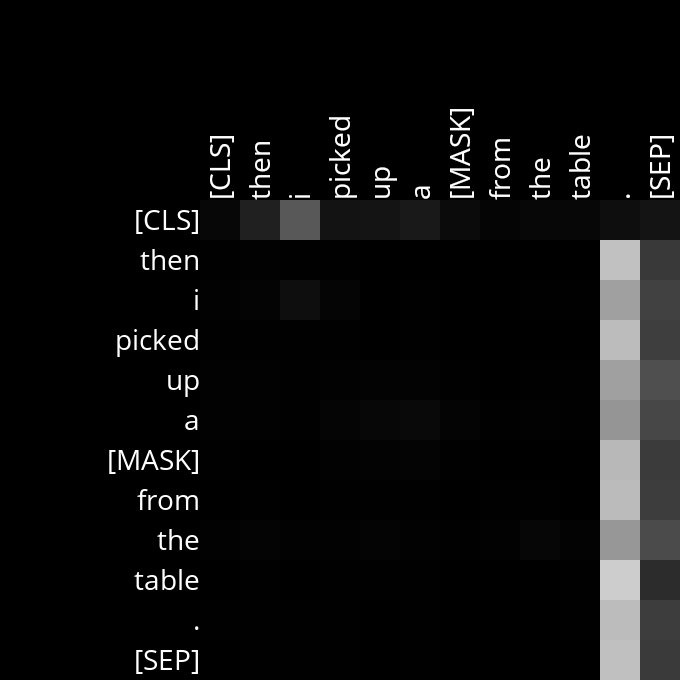 [CLS] then i picked up a [MASK] from the table . [SEP]
[CLS]
then
i
picked
up
a
[MASK]
from
the
table
.
[SEP]